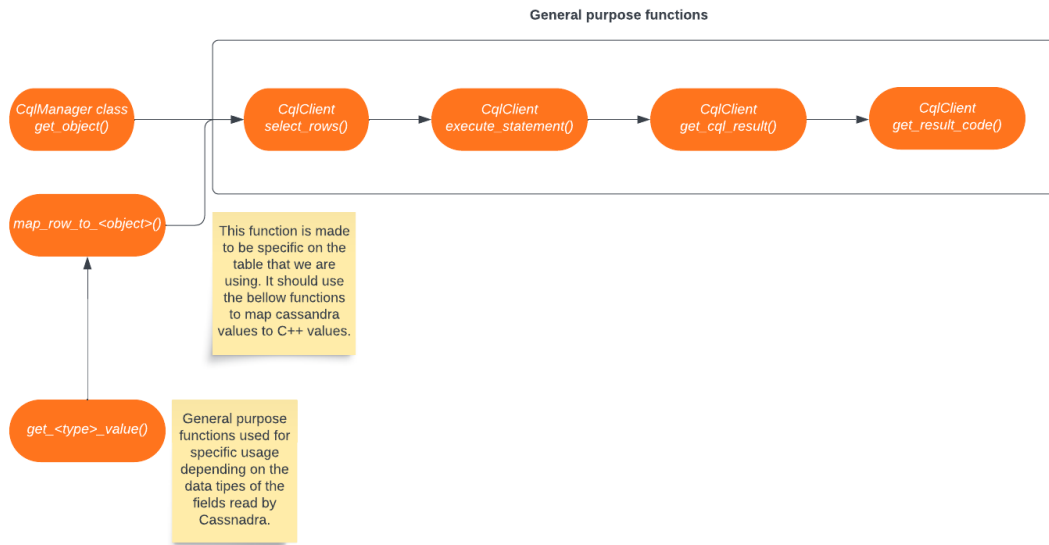 General purpose functions
CqlManager class
get_object()
CqlClient
select_rows()
CqlClient
execute_statement()
CqlClient
get_cql_result()
CqlClient
get_result_code()
map_row_to_<object>()
This function is made
to be specific on the
table that we are
using. It should use
the bellow functions
to map cassandra
values to C++ values.
get_<type>_value()
General purpose
functions used for
specific usage
depending on the
data tipes of the
fields read by
Cassnadra.